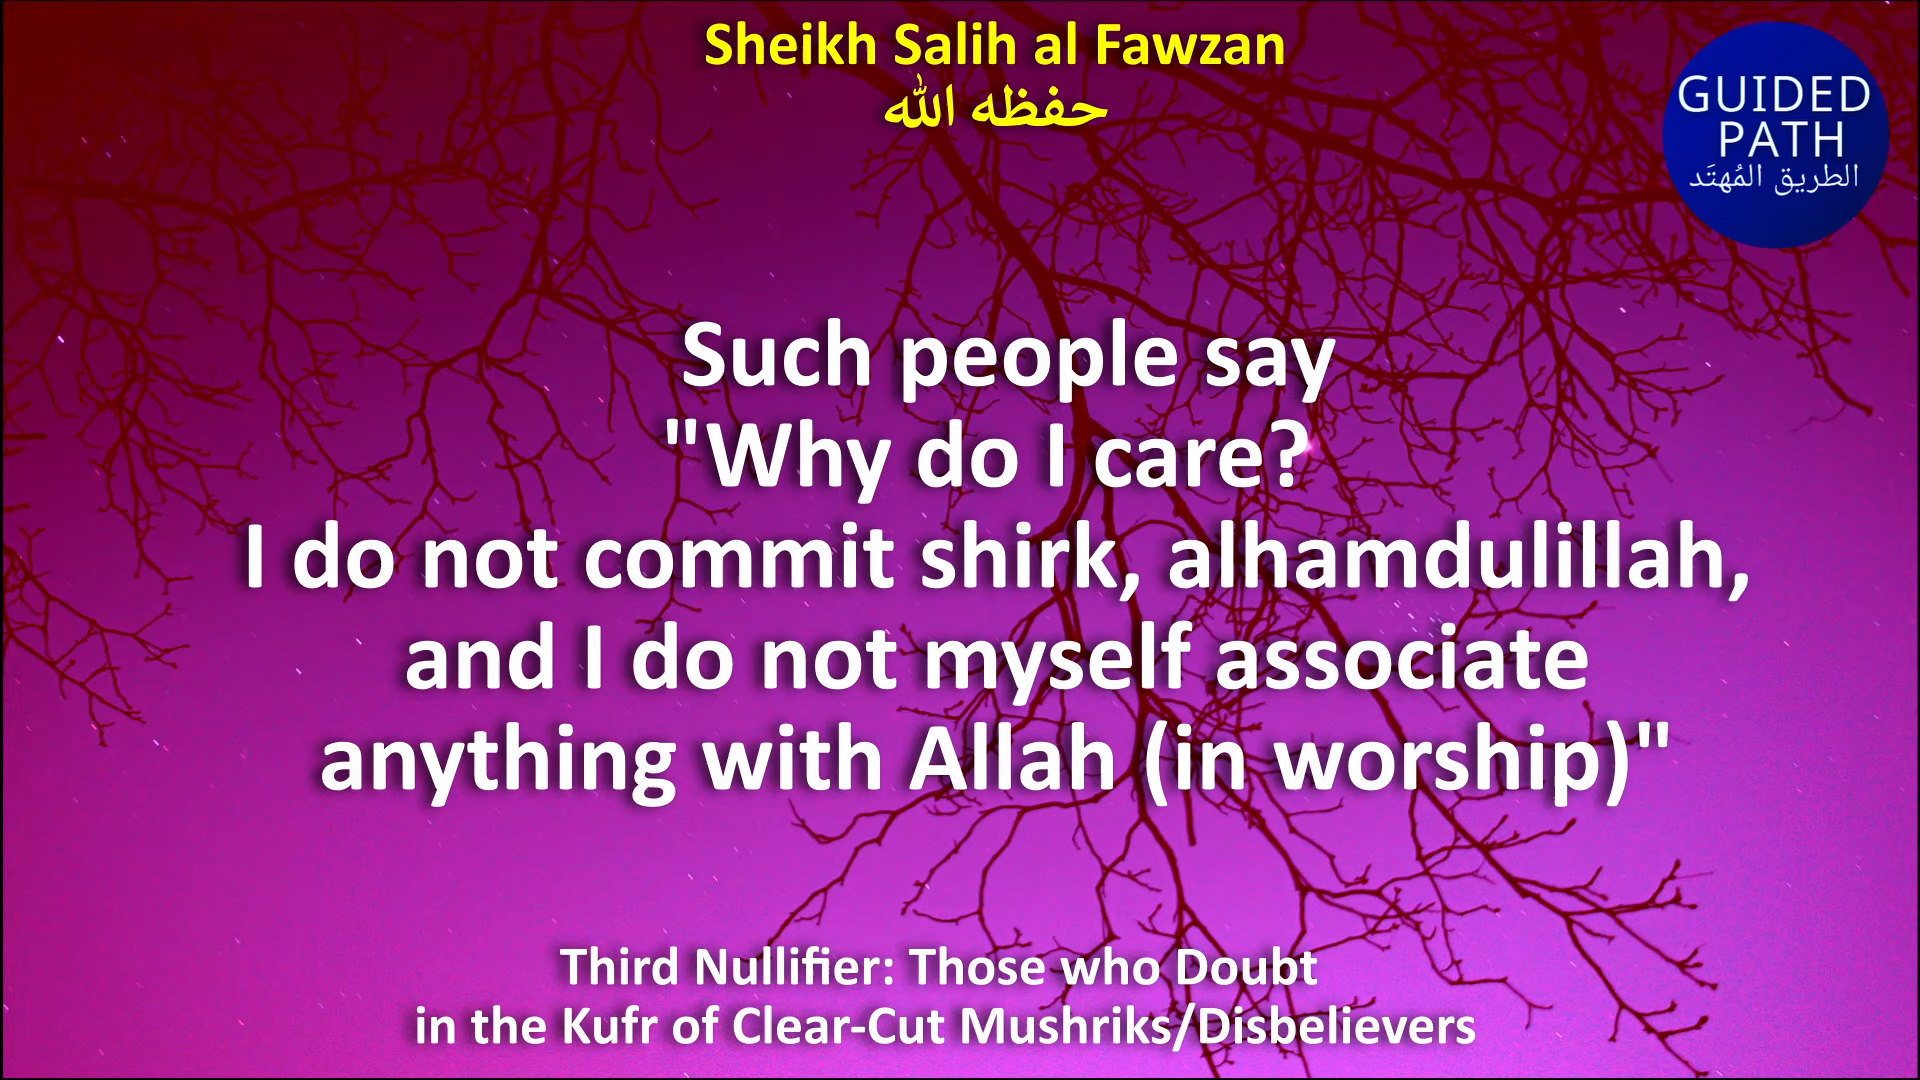 Sheikh Salih al Fawzan
حفظه الله
GUIDED
PATH
الطريق المُهتَد
Such people say
"Why do I care?
I do not commit shirk, alhamdulillah,
and I do not myself associate
anything with Allah (in worship)"
Third Nullifier: Those who Doubt
in the Kufr of Clear-Cut Mushriks/Disbelievers